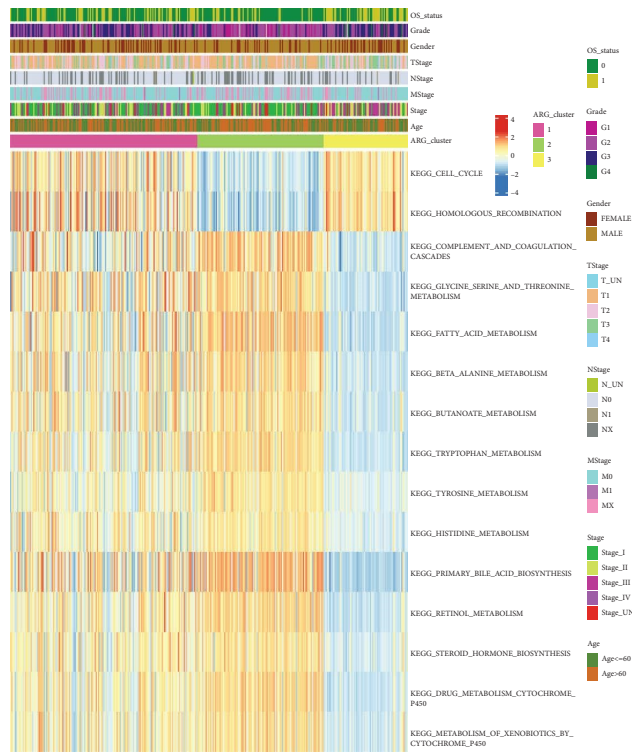 OS_status
Grade
Gender
TStage
NStage
MStage
Stage
Age
ARG_cluster
KEGG_CELL_CYCLE
KEGG_HOMOLOGOUS_RECOMBINATION
KEGG_COMPLEMENT_AND_COAGULATION_
CASCADES
KEGG_GLYCINE_SERINE_AND_THREONINE_
METABOLISM
KEGG_FATTY_ACID_METABOLISM
KEGG_BETA_ALANINE_METABOLISM
KEGG_BUTANOATE_METABOLISM
KEGG_TRYPTOPHAN_METABOLISM
KEGG_TYROSINE_METABOLISM
KEGG_HISTIDINE_METABOLISM
KEGG_PRIMARY_BILE_ACID_BIOSYNTHESIS
KEGG_RETINOL_METABOLISM
KEGG_STEROID_HORMONE_BIOSYNTHESIS
KEGG_DRUG_METABOLISM_CYTOCHROME_
P450
KEGG_METABOLISM_OF_XENOBIOTICS_BY_
CYTOCHROME_P450
4
2
0
−2
−4
ARG_cluster
1
2
3
OS_status
0
1
Grade
G1
G2
G3
G4
Gender
FEMALE
MALE
TStage
T_UN
T1
T2
T3
T4
NStage
N_UN
N0
N1
NX
MStage
M0
M1
MX
Stage
Stage_I
Stage_II
Stage_III
Stage_IV
Stage_UN
Age
Age<=60
Age>60